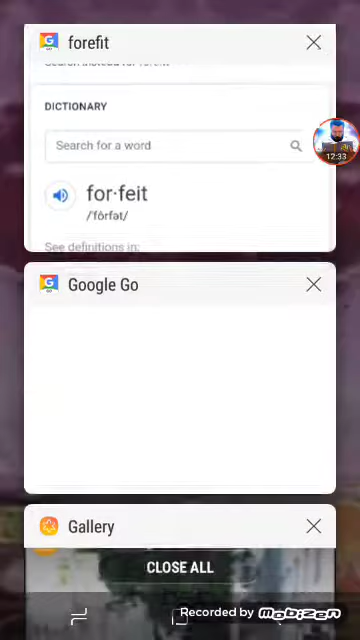 forefit
DICTIONARY
Search for a word
12:33
for·feit
/ˈfôrfət/
See definitions in:
Google Go
Gallery
CLOSE ALL
Recorded by mobizen